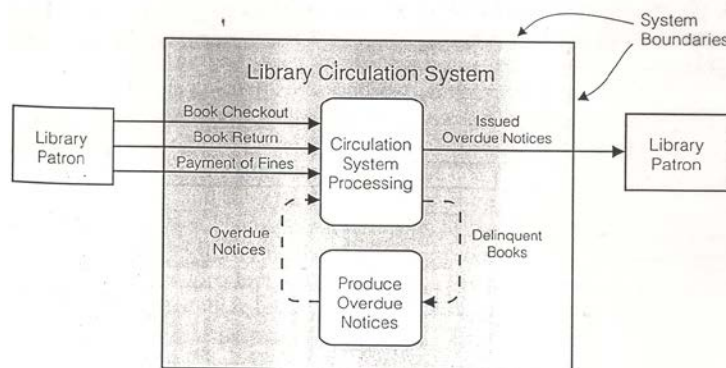 System
Boundaries
Library Circulation System
Book Checkout
Book Return
Payment of Fines
Library
Patron
Circulation
System
Processing
Issued
Overdue Notices
Library
Patron
Overdue
Notices
Delinquent
Books
Produce
Overdue
Notices